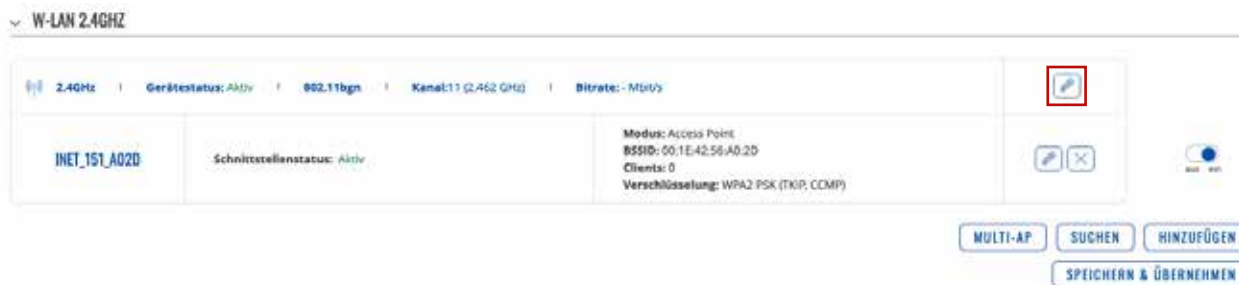 W-LAN 2.4GHZ
2.4GHz | Gerätestatus: Aktiv | 802.11bgn | Kanal:11 (2.462 GHz) | Bitrate: - Mbit/s
INET_151_A02D
Schnittstellenstatus: Aktiv
Modus: Access Point
BSSID: 00:1E:42:56:A0:2D
Clients: 0
Verschlüsselung: WPA2 PSK (TKIP, CCMP)
MULTI-AP SUCHEN HINZUFÜGEN
SPEICHERN & ÜBERNEHMEN